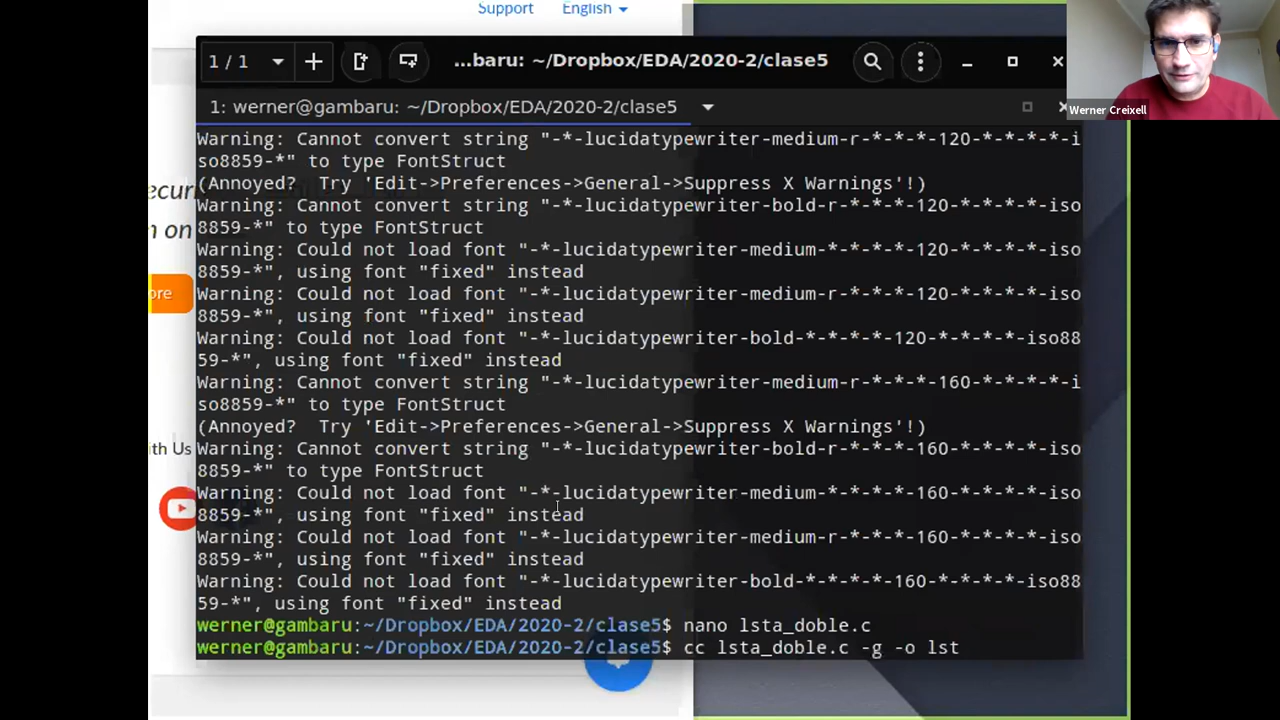 Support English
1 / 1 ...baru: ~/Dropbox/EDA/2020-2/clase5
Werner Creixell
1: werner@gambaru: ~/Dropbox/EDA/2020-2/clase5
Warning: Cannot convert string "-*-lucidatypewriter-medium-r-*-*-*-120-*-*-*-*-i
so8859-*" to type FontStruct
(Annoyed?  Try 'Edit->Preferences->General->Suppress X Warnings'!)
Warning: Cannot convert string "-*-lucidatypewriter-bold-r-*-*-*-120-*-*-*-*-iso
8859-*" to type FontStruct
Warning: Could not load font "-*-lucidatypewriter-medium-*-*-*-*-120-*-*-*-*-iso
8859-*", using font "fixed" instead
Warning: Could not load font "-*-lucidatypewriter-medium-r-*-*-*-120-*-*-*-*-iso
8859-*", using font "fixed" instead
Warning: Could not load font "-*-lucidatypewriter-bold-*-*-*-*-120-*-*-*-*-iso88
59-*", using font "fixed" instead
Warning: Cannot convert string "-*-lucidatypewriter-medium-r-*-*-*-160-*-*-*-*-i
so8859-*" to type FontStruct
(Annoyed?  Try 'Edit->Preferences->General->Suppress X Warnings'!)
Warning: Cannot convert string "-*-lucidatypewriter-bold-r-*-*-*-160-*-*-*-*-iso
8859-*" to type FontStruct
Warning: Could not load font "-*-lucidatypewriter-medium-*-*-*-*-160-*-*-*-*-iso
8859-*", using font "fixed" instead
Warning: Could not load font "-*-lucidatypewriter-medium-r-*-*-*-160-*-*-*-*-iso
8859-*", using font "fixed" instead
Warning: Could not load font "-*-lucidatypewriter-bold-*-*-*-*-160-*-*-*-*-iso88
59-*", using font "fixed" instead
werner@gambaru:~/Dropbox/EDA/2020-2/clase5$ nano lsta_doble.c
werner@gambaru:~/Dropbox/EDA/2020-2/clase5$ cc lsta_doble.c -g -o lst
n on
ore
ith Us